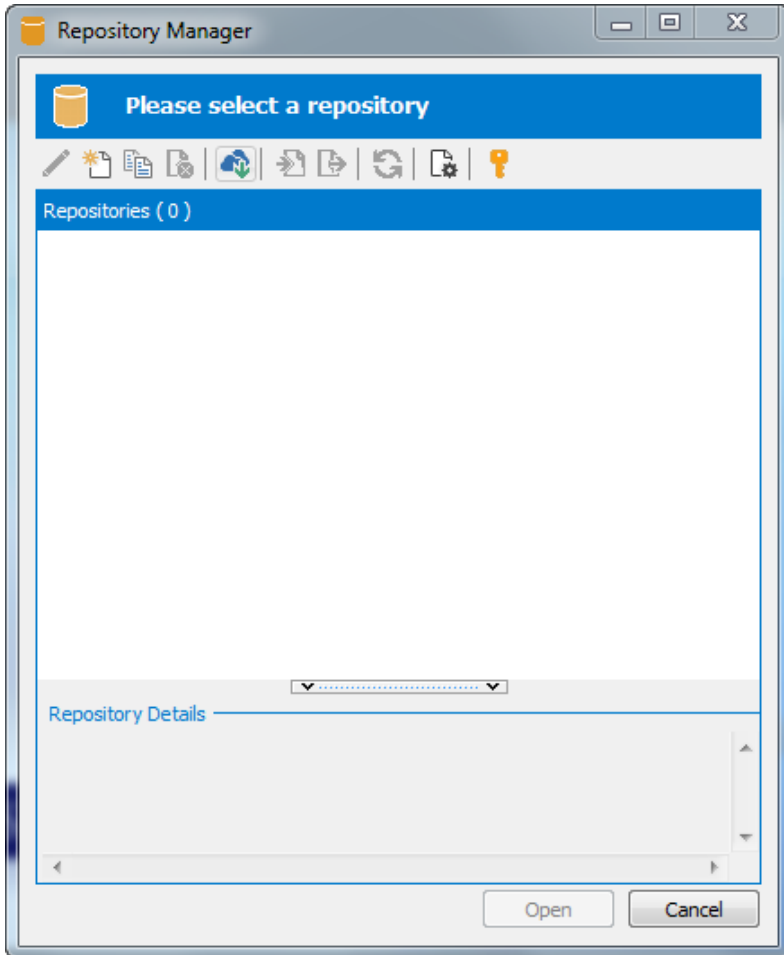 Repository Manager
Please select a repository
Repositories ( 0 )
Repository Details
Open
Cancel